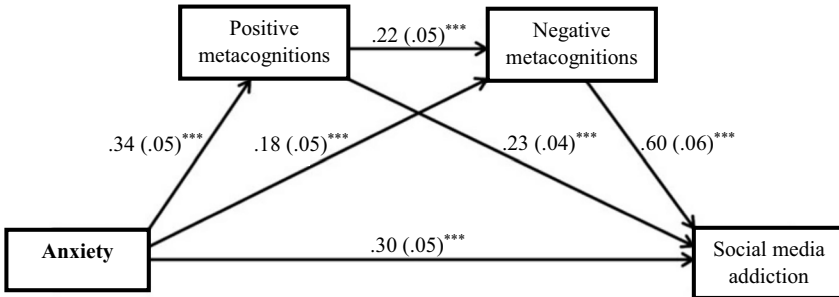 Positive
metacognitions
.22 (.05)***
Negative
metacognitions
.34 (.05)***
.18 (.05)***
.23 (.04)***
.60 (.06)***
Anxiety
.30 (.05)***
Social media
addiction